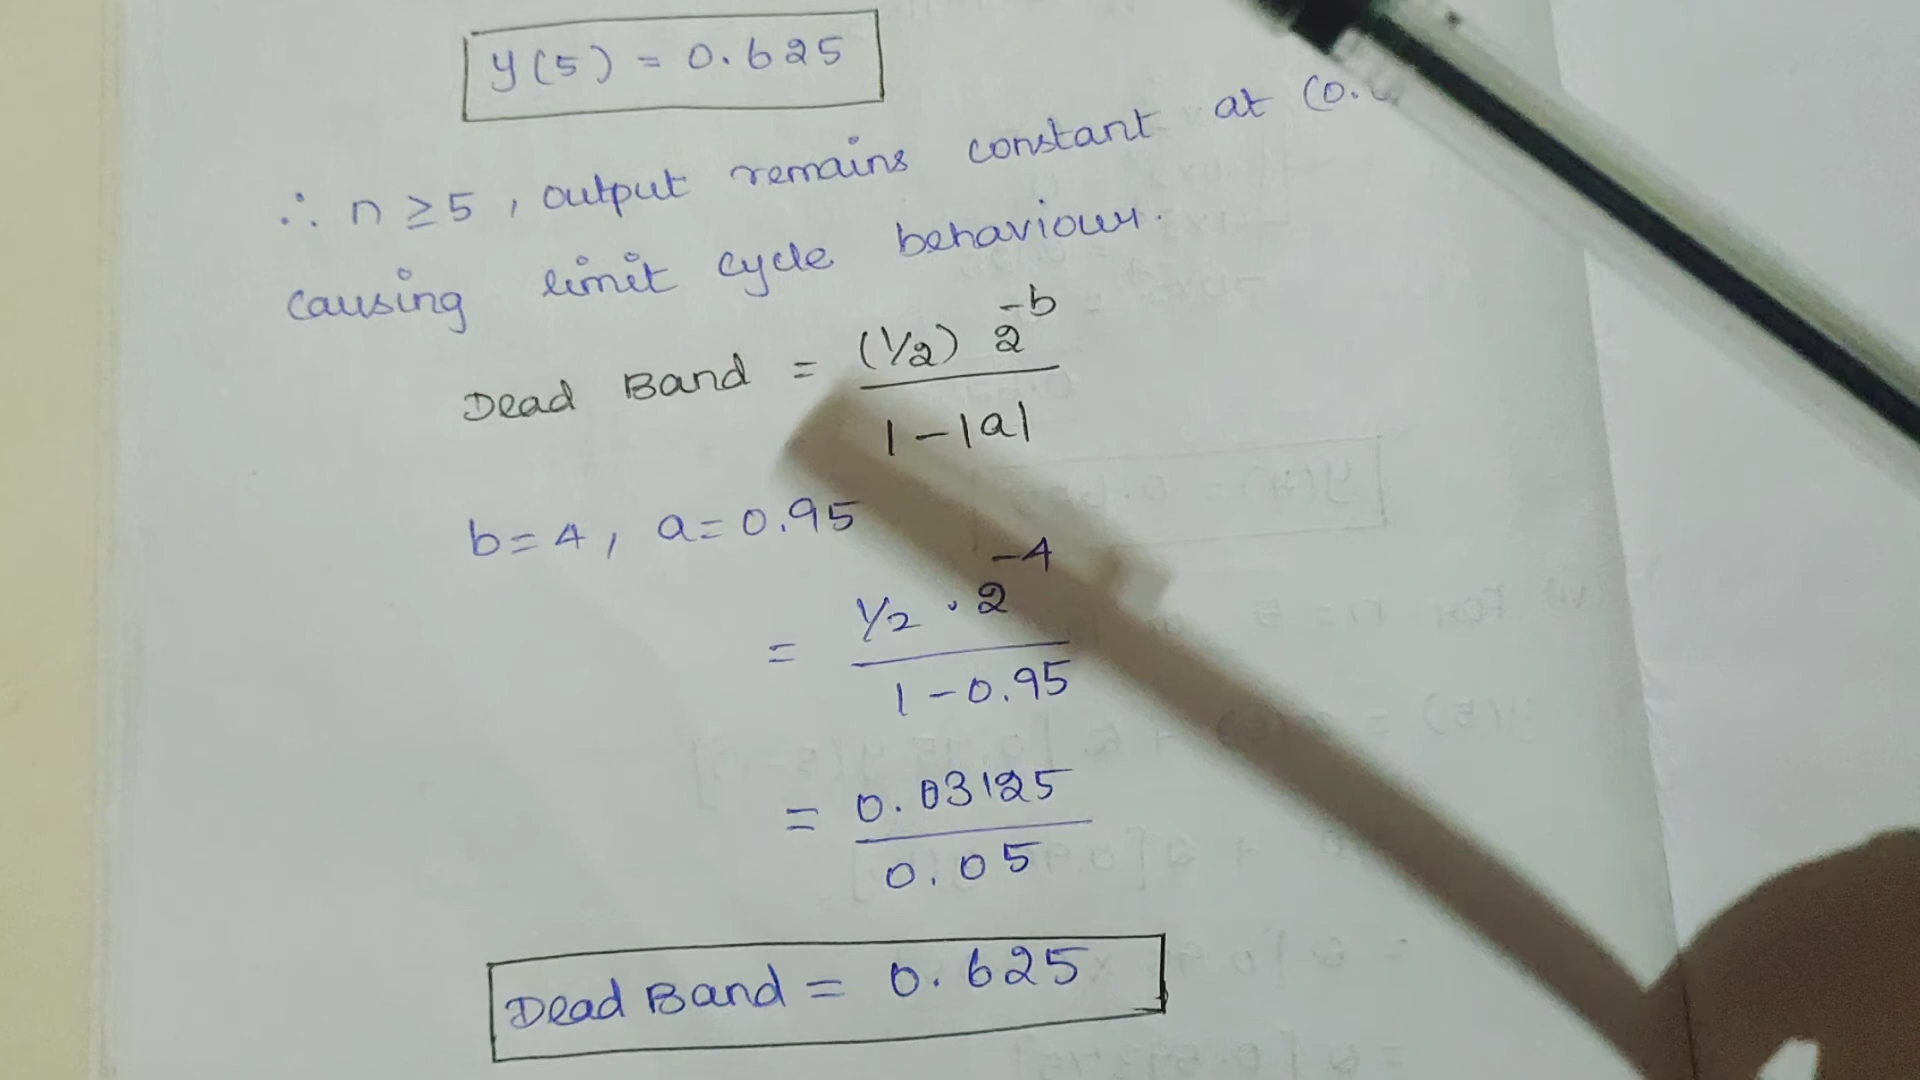 y(5) = 0.625
∴ n ≥ 5, output remains constant at (0.
causing limit cycle behaviour.
Dead Band = (1/2) 2^-b / 1-|a|
b=4, a=0.95
= 1/2 . 2^-4 / 1-0.95
= 0.03125 / 0.05
Dead Band = 0.625